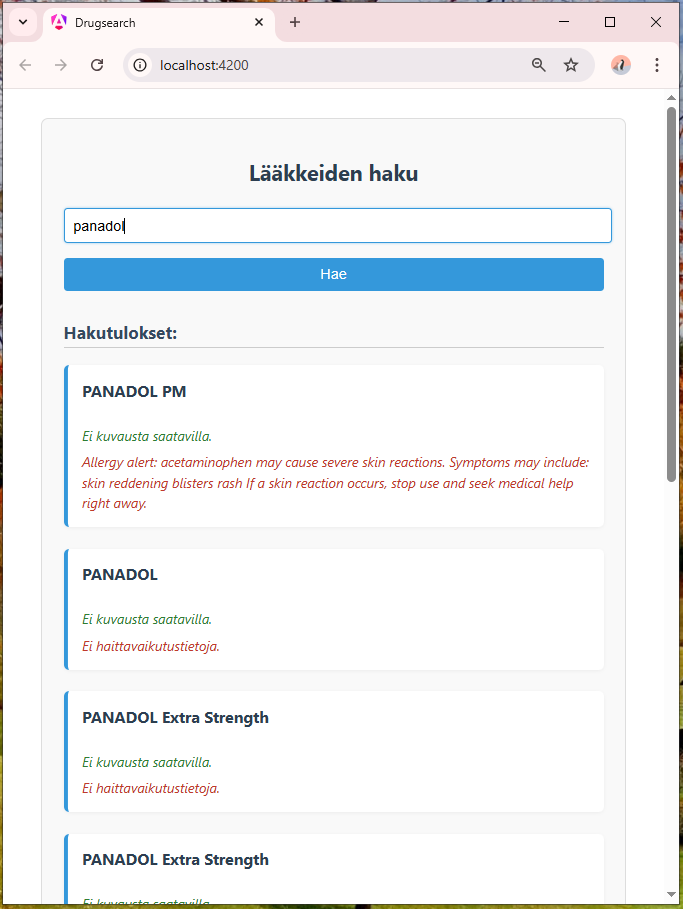 Drugsearch
localhost:4200
Lääkkeiden haku
panadol
Hae
Hakutulokset:
PANADOL PM
Ei kuvausta saatavilla.
Allergy alert: acetaminophen may cause severe skin reactions. Symptoms may include:
skin reddening blisters rash If a skin reaction occurs, stop use and seek medical help
right away.
PANADOL
Ei kuvausta saatavilla.
Ei haittavaikutustietoja.
PANADOL Extra Strength
Ei kuvausta saatavilla.
Ei haittavaikutustietoja.
PANADOL Extra Strength
Ei kuvausta saatavilla.